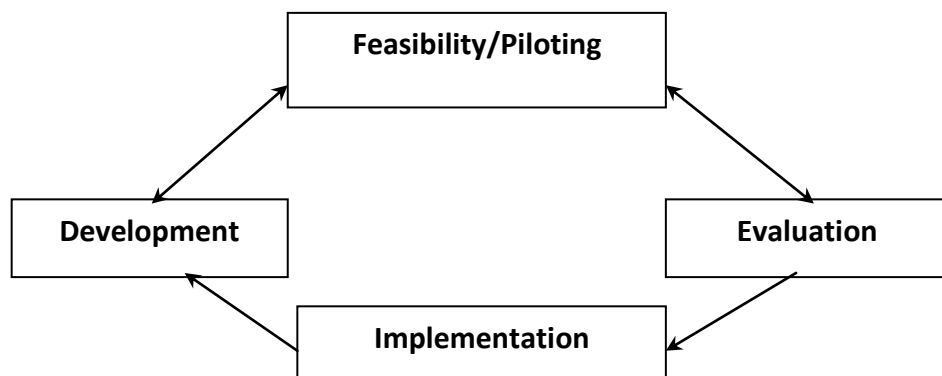 Feasibility/Piloting
Development
Evaluation
Implementation